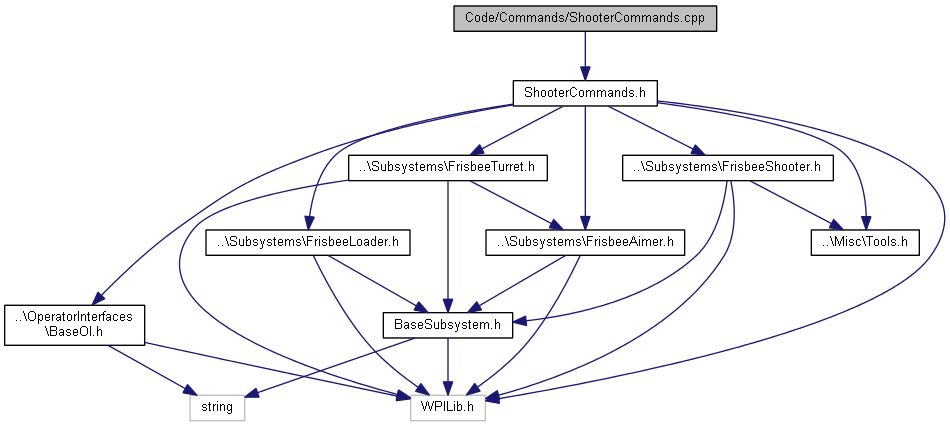 Code/Commands/ShooterCommands.cpp
ShooterCommands.h
..\Subsystems\FrisbeeTurret.h
..\Subsystems\FrisbeeShooter.h
..\Subsystems\FrisbeeLoader.h
..\Subsystems\FrisbeeAimer.h
..\Misc\Tools.h
..\OperatorInterfaces
\BaseOI.h
BaseSubsystem.h
string
WPILib.h